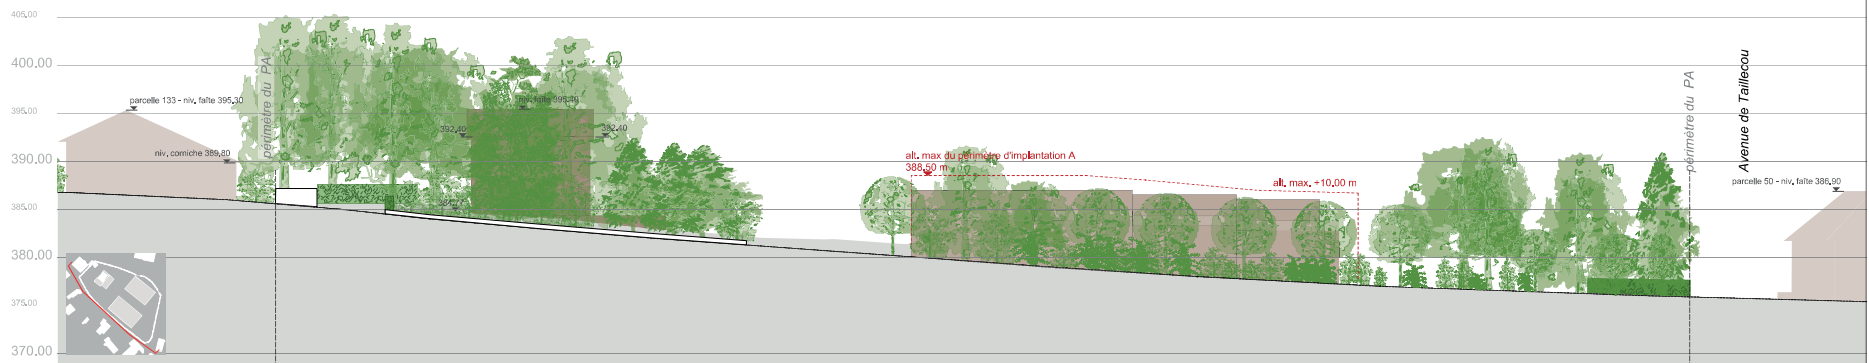 405.00
400.00
395.00
390.00
385.00
380.00
375.00
370.00
parcelle 133 - niv. faîte 395.30
niv. corniche 389.80
périmètre du PA
niv. faîte 395.40
392.40
392.40
alt. max du périmètre d'implantation A
388.50 m
alt. max. +10.00 m
périmètre du PA
Avenue de Taillecou
parcelle 50 - niv. faîte 386.90